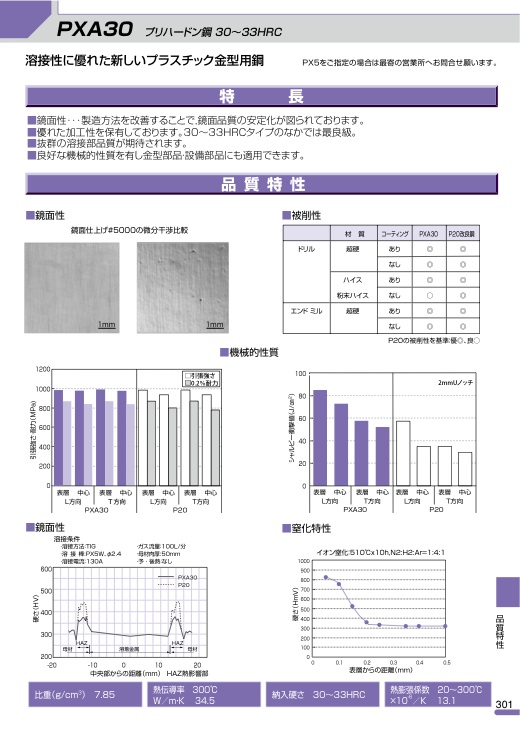 PXA30 プリハードン鋼 30～33HRC
溶接性に優れた新しいプラスチック金型用鋼
PX5をご指定の場合は最寄の営業所へお問合せ願います。
特 長
■鏡面性･･･製造方法を改善することで､鏡面品質の安定化が図られております。
■優れた加工性を保有しております。30～33HRCタイプのなかでは最良級。
■抜群の溶接部品質が期待されます。
■良好な機械的性質を有し金型部品･設備部品にも適用できます。
品 質 特 性
■鏡面性
鏡面仕上げ#5000の微分干渉比較
1mm 1mm
■被削性
材 質 コーティング PXA30 P20改良鋼
ドリル 超硬 あり ◎ ◎
なし ◎ ◎
ハイス あり ◎ ◎
粉末ハイス なし ○ ◎
エンドミル 超硬 あり ◎ ◎
なし ◎ ◎
P20の被削性を基準:優◎､良○
■機械的性質
引張強さ･耐力(MPa)
1200
1000
800
600
400
200
0
□引張強さ
□0.2%耐力
表層 中心 表層 中心 表層 中心 表層 中心
L方向 T方向 L方向 T方向
PXA30 P20
シャルピー衝撃値(J/cm²)
100
80
60
40
20
0
2mmUノッチ
表層 中心 表層 中心 表層 中心 表層 中心
L方向 T方向 L方向 T方向
PXA30 P20
■鏡面性
溶接条件
･溶接方法:TIG ･ガス流量:100L/分
･溶 接 棒:PX5W､φ2.4 ･母材肉厚:50mm
･溶接電流:130A ･予・後熱:なし
硬さ(HV)
600
500
400
300
200
PXA30
P20
HAZ HAZ
母材 溶着金属 母材
-20 -10 0 10 20
中央部からの距離(mm) HAZ熱影響部
■窒化特性
イオン窒化:510℃x10h､N2:H2:Ar=1:4:1
硬さ(HmV)
1000
900
800
700
600
500
400
300
200
100
0
0 0.1 0.2 0.3 0.4 0.5
表層からの距離(mm)
品質特性
比重(g/cm³) 7.85
熱伝導率 300℃
W／m･K 34.5
納入硬さ 30～33HRC
熱膨張係数 20～300℃
×10⁻⁶／K 13.1
301